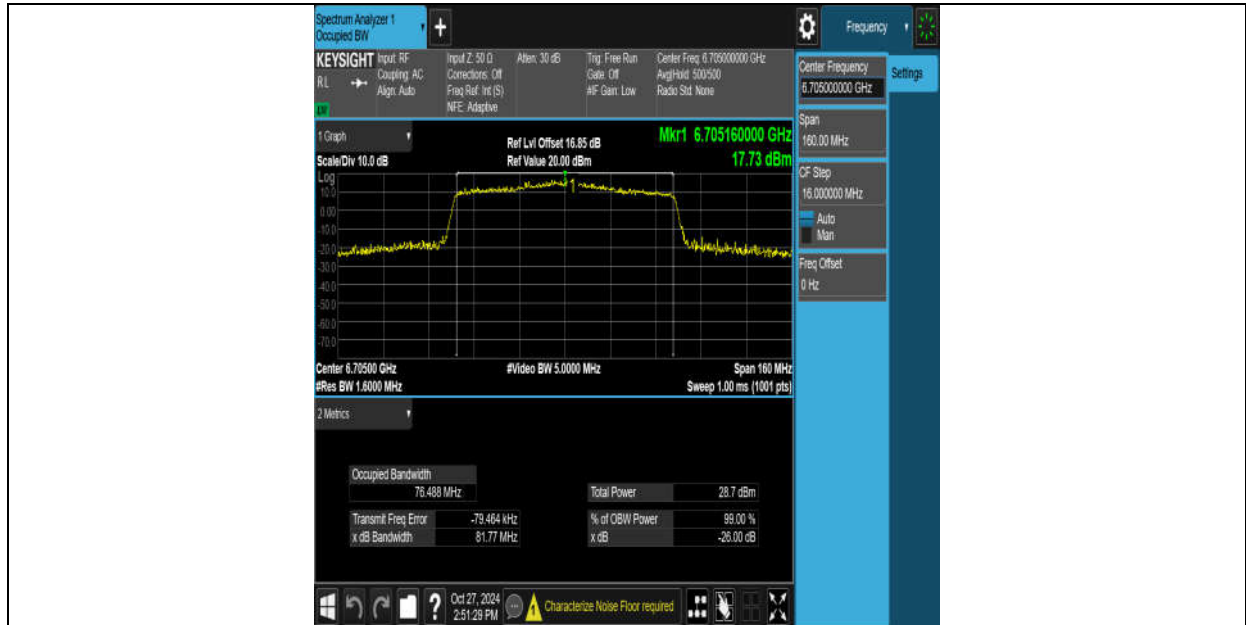 Spectrum Analyzer 1
Occupied BW
+
Frequency
KEYSIGHT
R L
Input: RF
Coupling: AC
Align: Auto
Input Z: 50 Ω
Corrections: Off
Freq Ref: Int (S)
NFE: Adaptive
Atten: 30 dB
Trig: Free Run
Gate: Off
#IF Gain: Low
Center Freq: 6.705000000 GHz
Avg|Hold: 500/500
Radio Std: None
Center Frequency
6.705000000 GHz
Settings
Span
160.00 MHz
CF Step
16.000000 MHz
Auto
Man
Freq Offset
0 Hz
1 Graph
Scale/Div 10.0 dB
Ref Lvl Offset 16.85 dB
Ref Value 20.00 dBm
Mkr1 6.705160000 GHz
17.73 dBm
Log
10.0
0.00
-10.0
-20.0
-30.0
-40.0
-50.0
-60.0
-70.0
1
Center 6.70500 GHz
#Res BW 1.6000 MHz
#Video BW 5.0000 MHz
Span 160 MHz
Sweep 1.00 ms (1001 pts)
2 Metrics
Occupied Bandwidth
76.488 MHz
Total Power 28.7 dBm
Transmit Freq Error -79.464 kHz
% of OBW Power 99.00 %
x dB Bandwidth 81.77 MHz
x dB -26.00 dB
?
Oct 27, 2024
2:51:29 PM
Characterize Noise Floor required